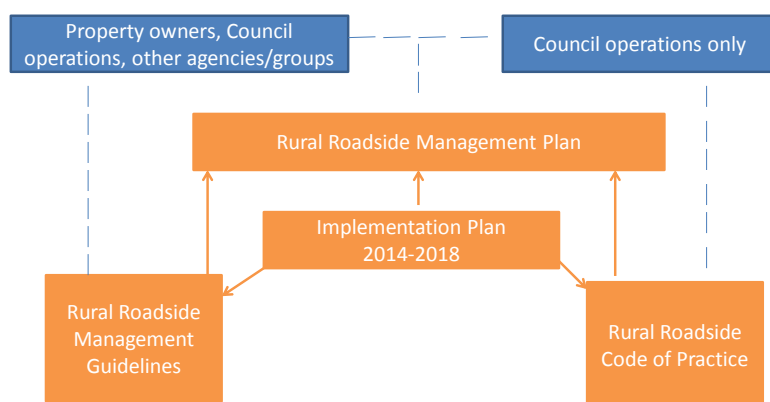 Property owners, Council
operations, other agencies/groups
Council operations only
Rural Roadside Management Plan
Implementation Plan
2014-2018
Rural Roadside
Management
Guidelines
Rural Roadside
Code of Practice